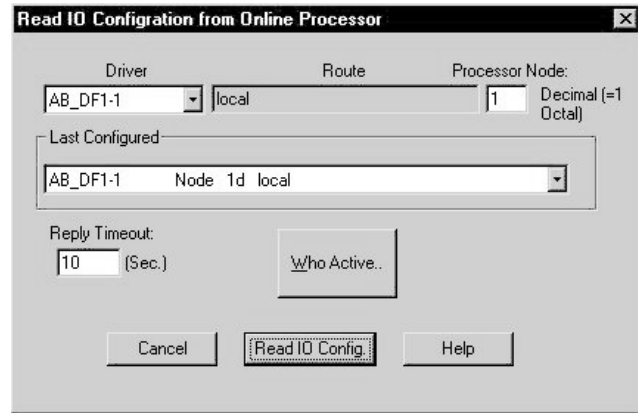 Read IO Configration from Online Processor
Driver Route Processor Node:
AB_DF1-1 local 1 Decimal (=1
Octal)
Last Configured
AB_DF1-1 Node 1d local
Reply Timeout:
10 (Sec.)
Who Active..
Cancel Read IO Config. Help